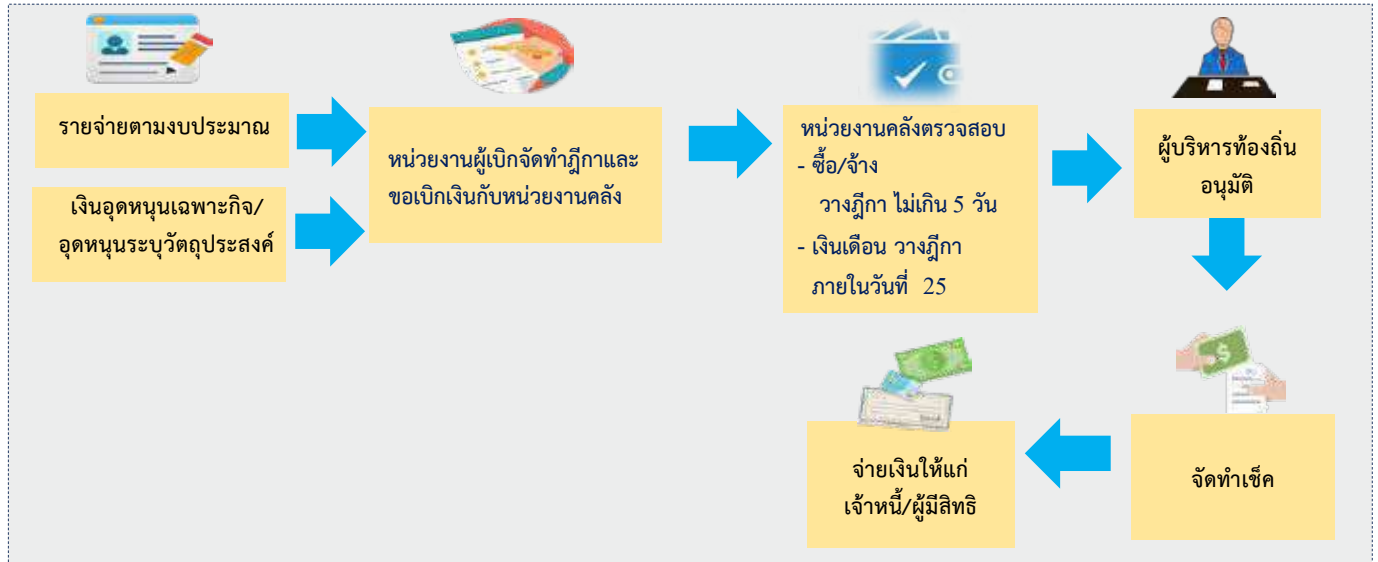 รายจ่ายตามงบประมาณ
เงินอุดหนุนเฉพาะกิจ/
อุดหนุนระบุวัตถุประสงค์
หน่วยงานผู้เบิกจัดทำฎีกาและ
ขอเบิกเงินกับหน่วยงานคลัง
หน่วยงานคลังตรวจสอบ
- ซื้อ/จ้าง
วางฎีกา ไม่เกิน 5 วัน
- เงินเดือน วางฎีกา
ภายในวันที่ 25
ผู้บริหารท้องถิ่น
อนุมัติ
จัดทำเช็ค
จ่ายเงินให้แก่
เจ้าหนี้/ผู้มีสิทธิ